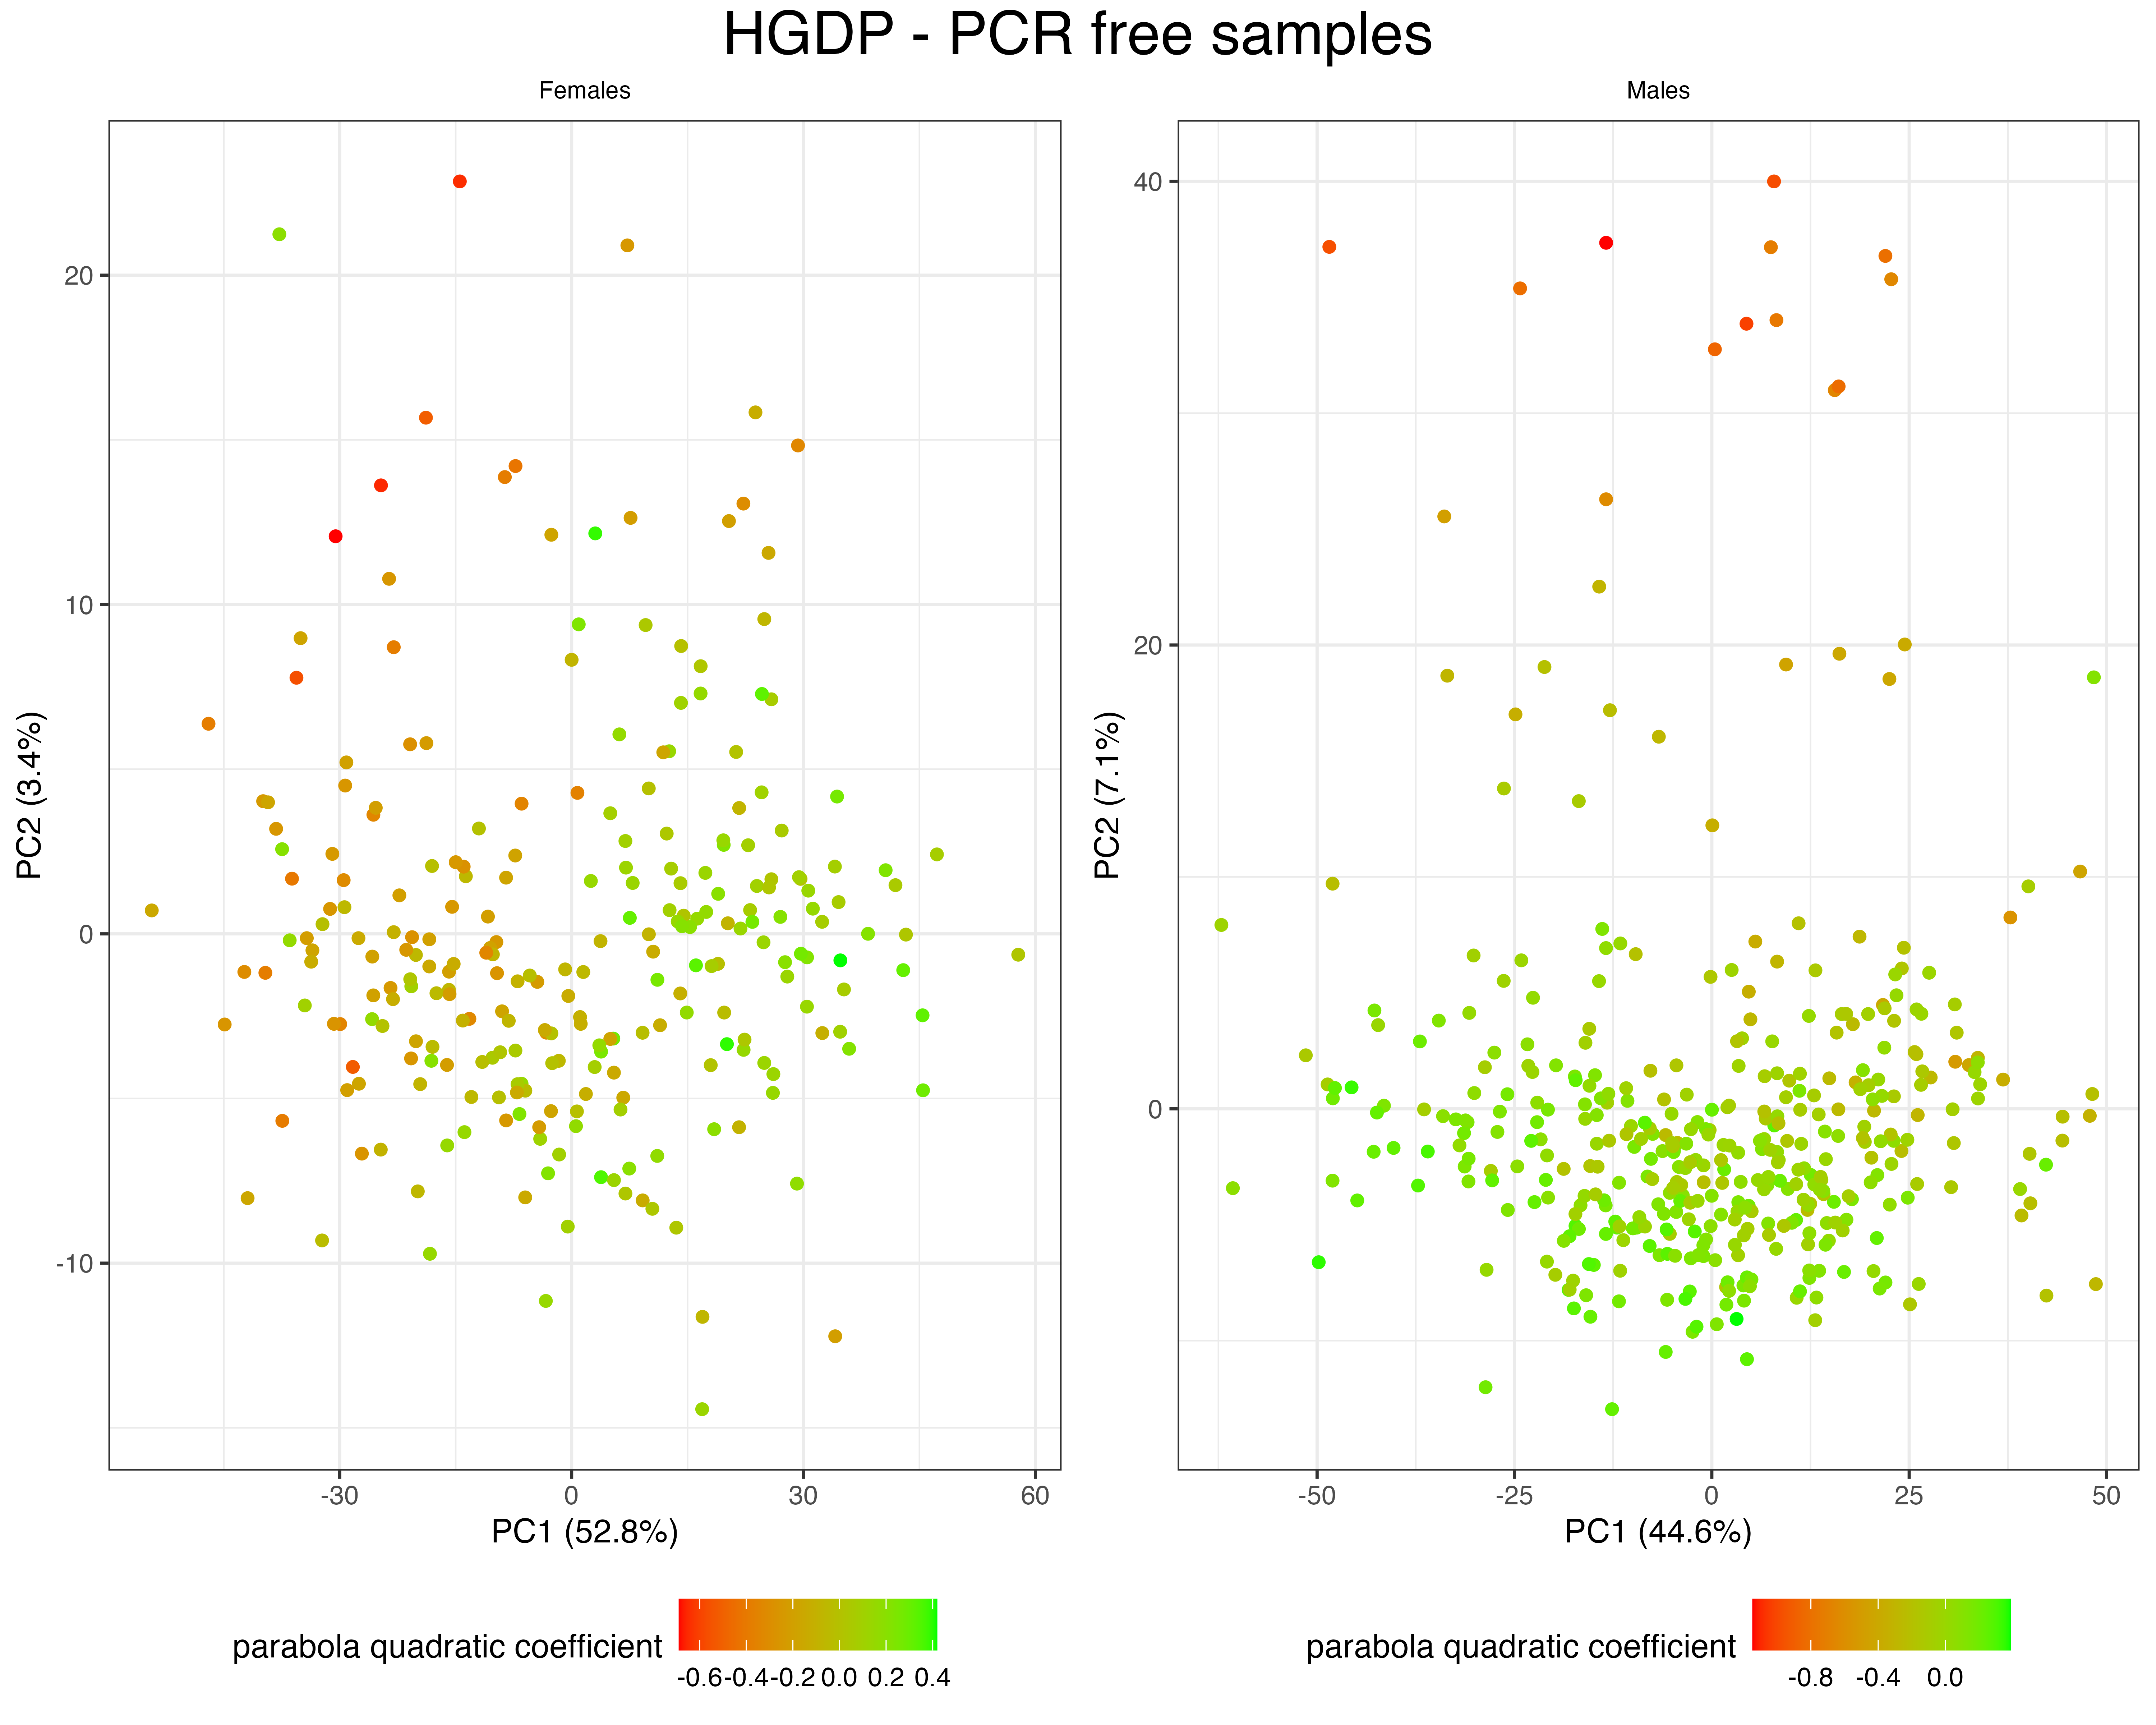 HGDP - PCR free samples
Females
20
10
0
-10
PC2 (3.4%)
-30 0 30 60
PC1 (52.8%)
parabola quadratic coefficient
-0.6 -0.4 -0.2 0.0 0.2 0.4
Males
40
20
0
PC2 (7.1%)
-50 -25 0 25 50
PC1 (44.6%)
parabola quadratic coefficient
-0.8 -0.4 0.0